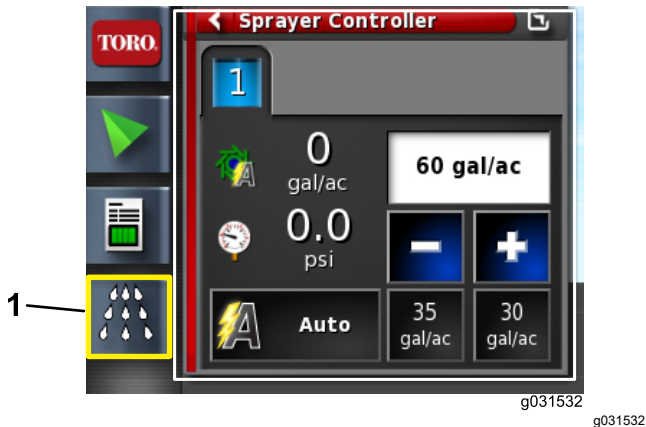 TORO.
Sprayer Controller
1
0
gal/ac
60 gal/ac
0.0
psi
1
A Auto
35
gal/ac
30
gal/ac
g031532
g031532